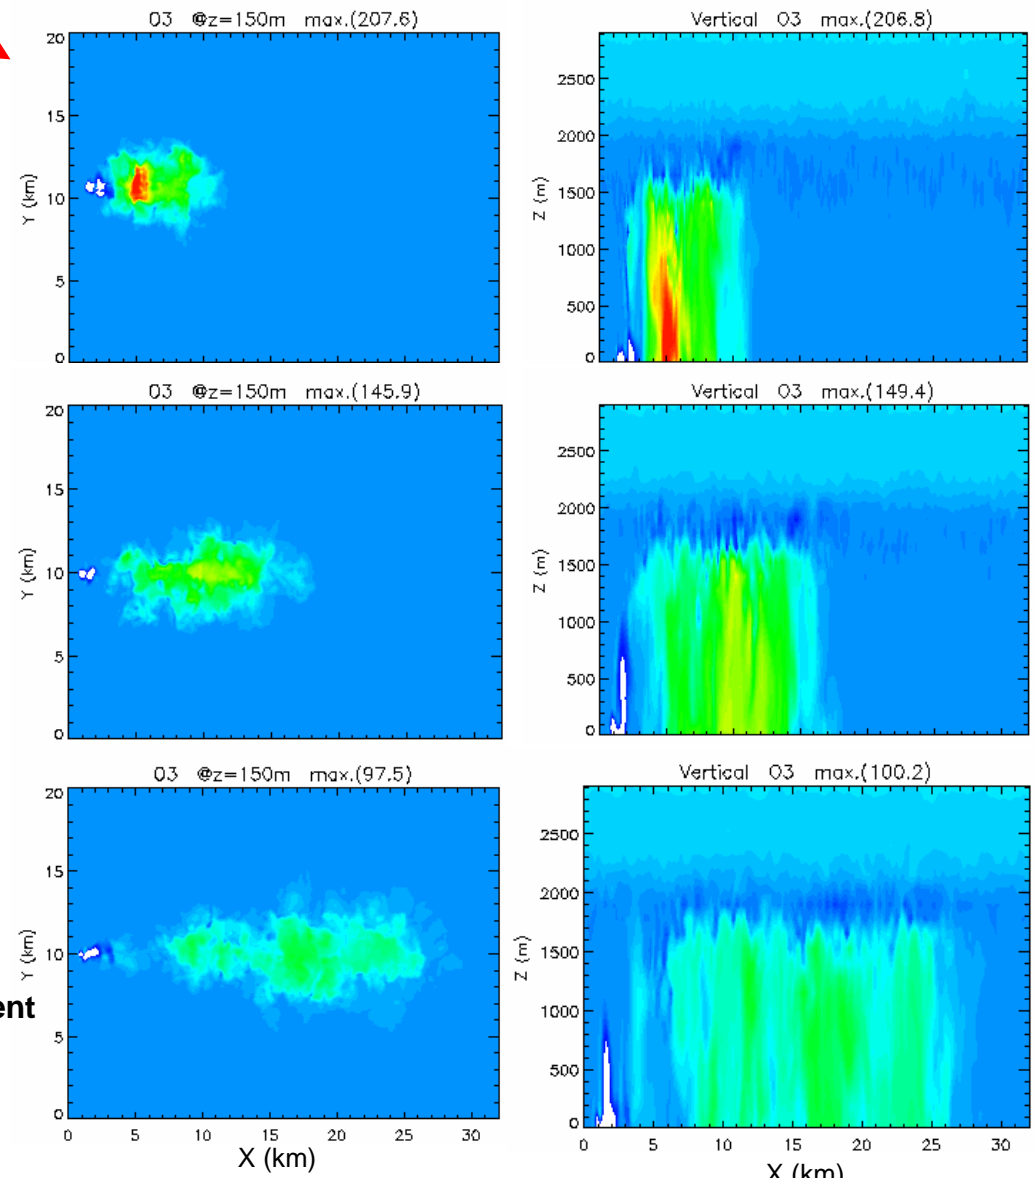 O3 @z=150m max.(207.6)
Vertical O3 max.(206.8)
20
15
10
5
0
Y (km)
2500
2000
1500
1000
500
0
Z (m)
O3 @z=150m max.(145.9)
Vertical O3 max.(149.4)
20
15
10
5
0
Y (km)
2500
2000
1500
1000
500
0
Z (m)
O3 @z=150m max.(97.5)
Vertical O3 max.(100.2)
20
15
10
5
0
Y (km)
2500
2000
1500
1000
500
0
Z (m)
ent
0 5 10 15 20 25 30
X (km)
0 5 10 15 20 25 30
X (km)